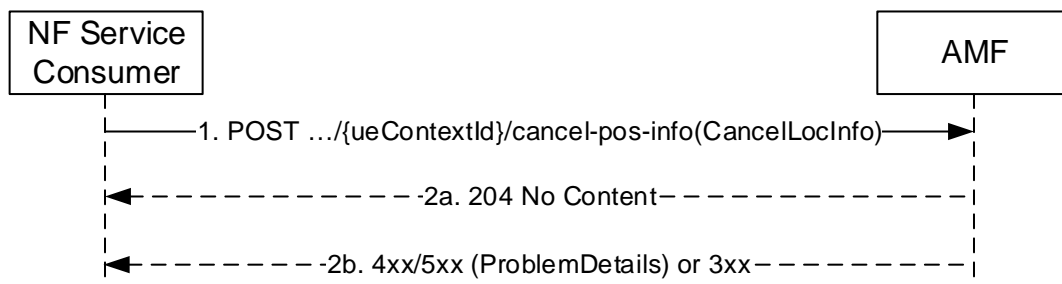 NF Service
Consumer
AMF
1. POST …/{ueContextId}/cancel-pos-info(CancelLocInfo)
2a. 204 No Content
2b. 4xx/5xx (ProblemDetails) or 3xx